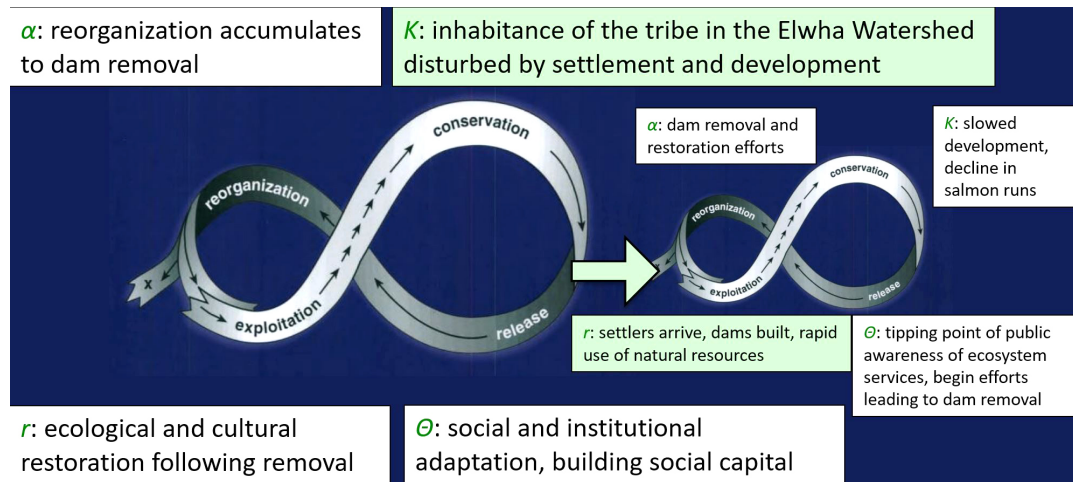 α: reorganization accumulates
to dam removal
K: inhabitance of the tribe in the Elwha Watershed
disturbed by settlement and development
α: dam removal and
restoration efforts
K: slowed
development,
decline in
salmon runs
conservation
reorganization
x
exploitation
release
conservation
reorganization
exploitation
release
r: settlers arrive, dams built, rapid
use of natural resources
Θ: tipping point of public
awareness of ecosystem
services, begin efforts
leading to dam removal
r: ecological and cultural
restoration following removal
Θ: social and institutional
adaptation, building social capital